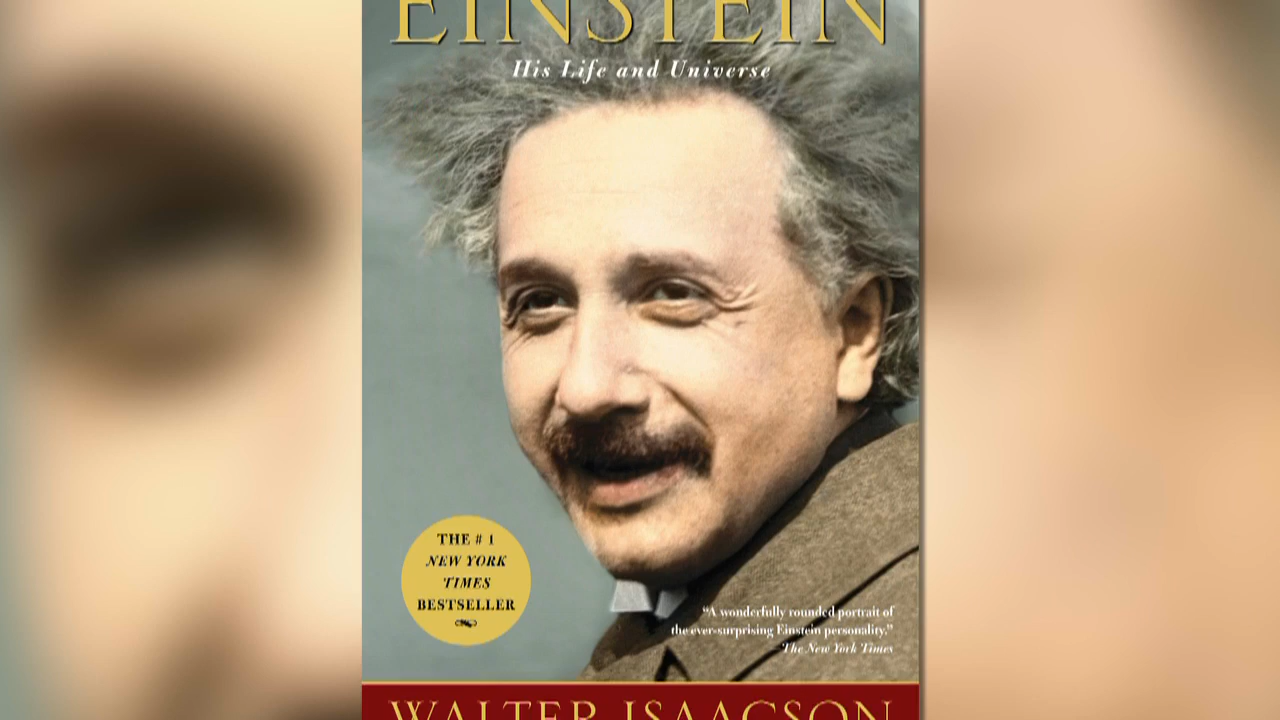 EINSTEIN
His Life and Universe
THE #1
NEW YORK
TIMES
BESTSELLER
"A wonderfully rounded portrait of
the ever-surprising Einstein personality."
The New York Times
WALTER ISAACSON